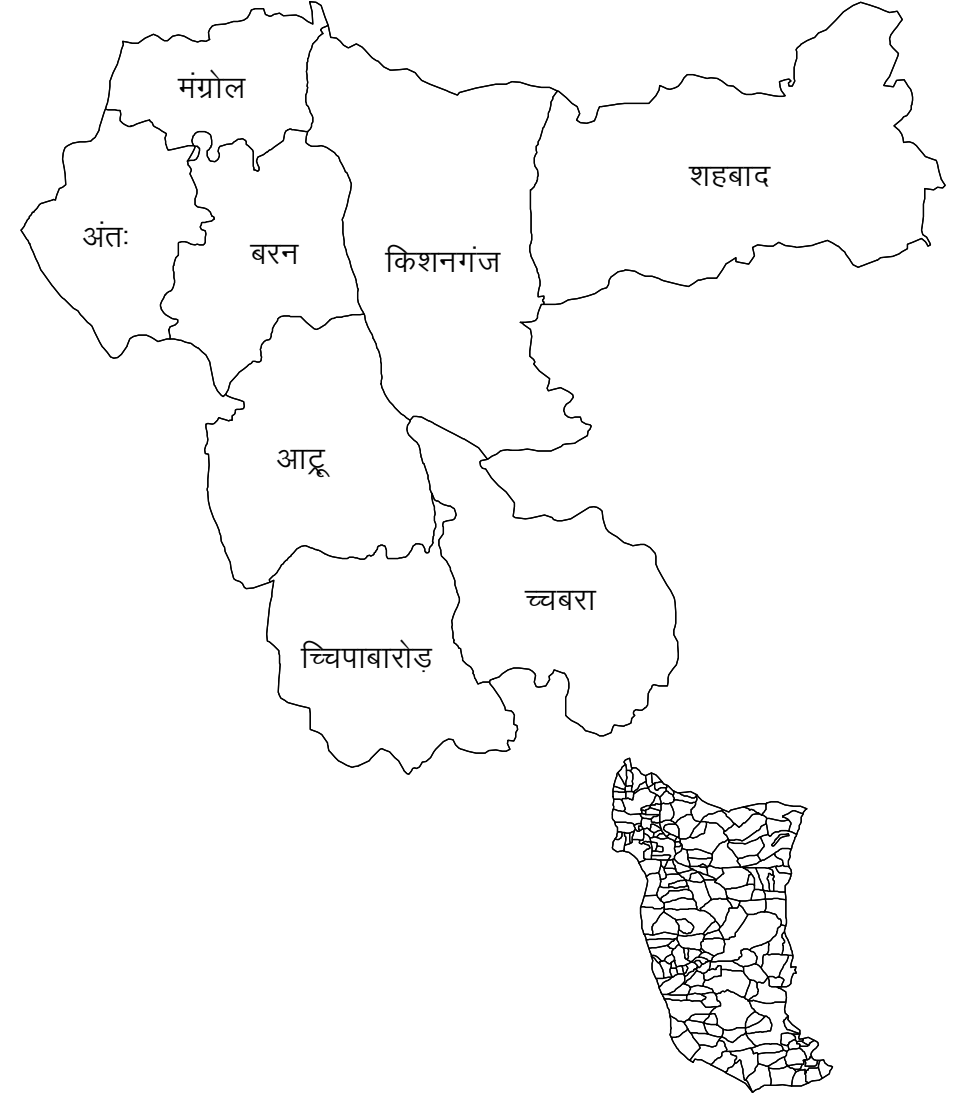 मंग्रोल
शहबाद
अंतः
बरन
किशनगंज
आट्रू
च्चबरा
च्चिपाबारोड़